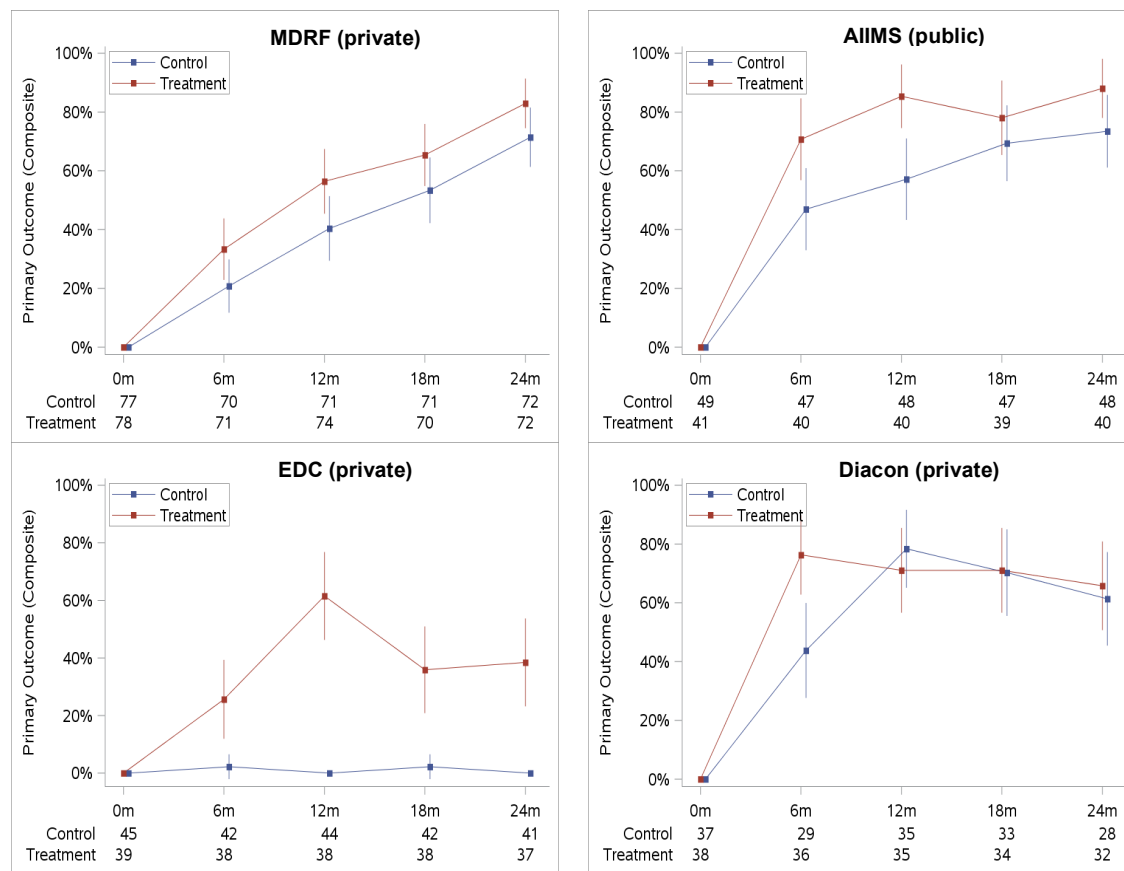 MDRF (private)
100%
80%
60%
40%
20%
0%
Primary Outcome (Composite)
Control
Treatment
0m 6m 12m 18m 24m
Control 77 70 71 71 72
Treatment 78 71 74 70 72
AIIMS (public)
100%
80%
60%
40%
20%
0%
Primary Outcome (Composite)
Control
Treatment
0m 6m 12m 18m 24m
Control 49 47 48 47 48
Treatment 41 40 40 39 40
EDC (private)
100%
80%
60%
40%
20%
0%
Primary Outcome (Composite)
Control
Treatment
0m 6m 12m 18m 24m
Control 45 42 44 42 41
Treatment 39 38 38 38 37
Diacon (private)
100%
80%
60%
40%
20%
0%
Primary Outcome (Composite)
Control
Treatment
0m 6m 12m 18m 24m
Control 37 29 35 33 28
Treatment 38 36 35 34 32